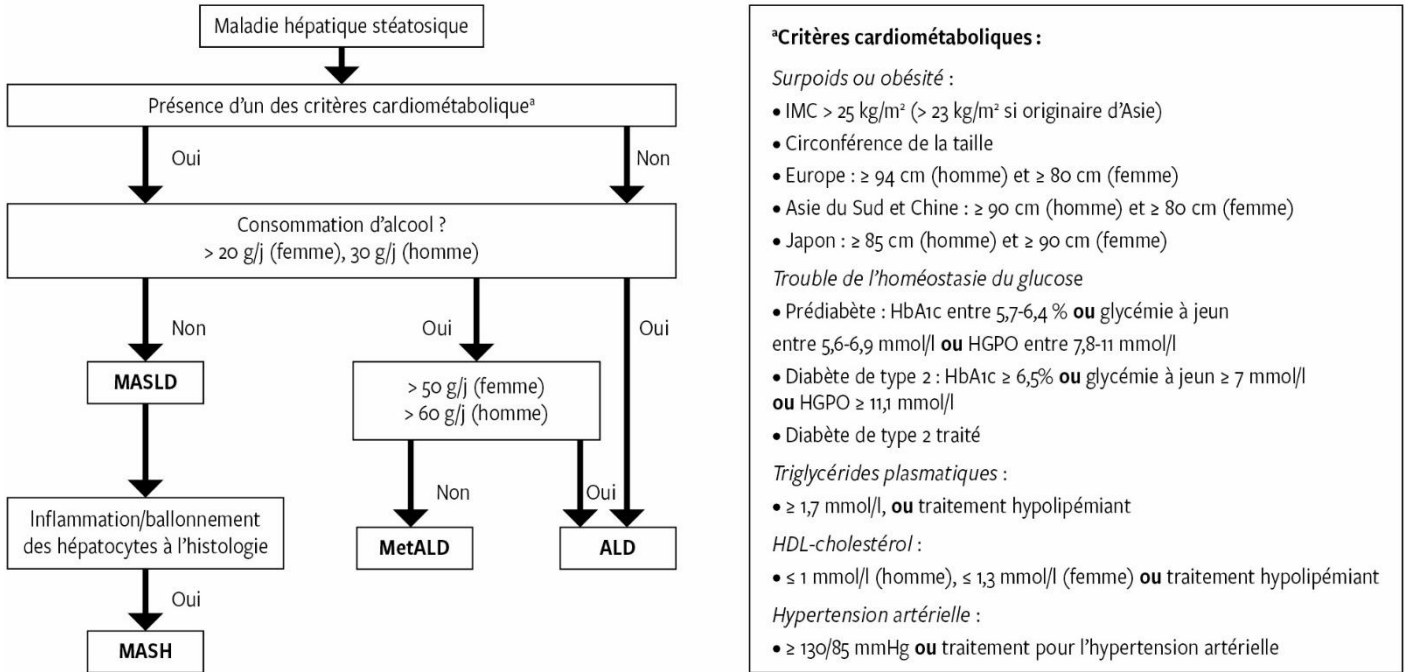 Maladie hépatique stéatosique
Présence d'un des critères cardiométaboliqueᵃ
Oui
Non
Consommation d'alcool ?
> 20 g/j (femme), 30 g/j (homme)
Non
Oui
Oui
MASLD
> 50 g/j (femme)
> 60 g/j (homme)
Non
Oui
Inflammation/ballonnement
des hépatocytes à l'histologie
MetALD
ALD
Oui
MASH
ᵃCritères cardiométaboliques :
Surpoids ou obésité :
• IMC > 25 kg/m² (> 23 kg/m² si originaire d'Asie)
• Circonférence de la taille
• Europe : ≥ 94 cm (homme) et ≥ 80 cm (femme)
• Asie du Sud et Chine : ≥ 90 cm (homme) et ≥ 80 cm (femme)
• Japon : ≥ 85 cm (homme) et ≥ 90 cm (femme)
Trouble de l'homéostasie du glucose
• Prédiabète : HbA1c entre 5,7-6,4 % ou glycémie à jeun
entre 5,6-6,9 mmol/l ou HGPO entre 7,8-11 mmol/l
• Diabète de type 2 : HbA1c ≥ 6,5% ou glycémie à jeun ≥ 7 mmol/l
ou HGPO ≥ 11,1 mmol/l
• Diabète de type 2 traité
Triglycérides plasmatiques :
• ≥ 1,7 mmol/l, ou traitement hypolipémiant
HDL-cholestérol :
• ≤ 1 mmol/l (homme), ≤ 1,3 mmol/l (femme) ou traitement hypolipémiant
Hypertension artérielle :
• ≥ 130/85 mmHg ou traitement pour l'hypertension artérielle